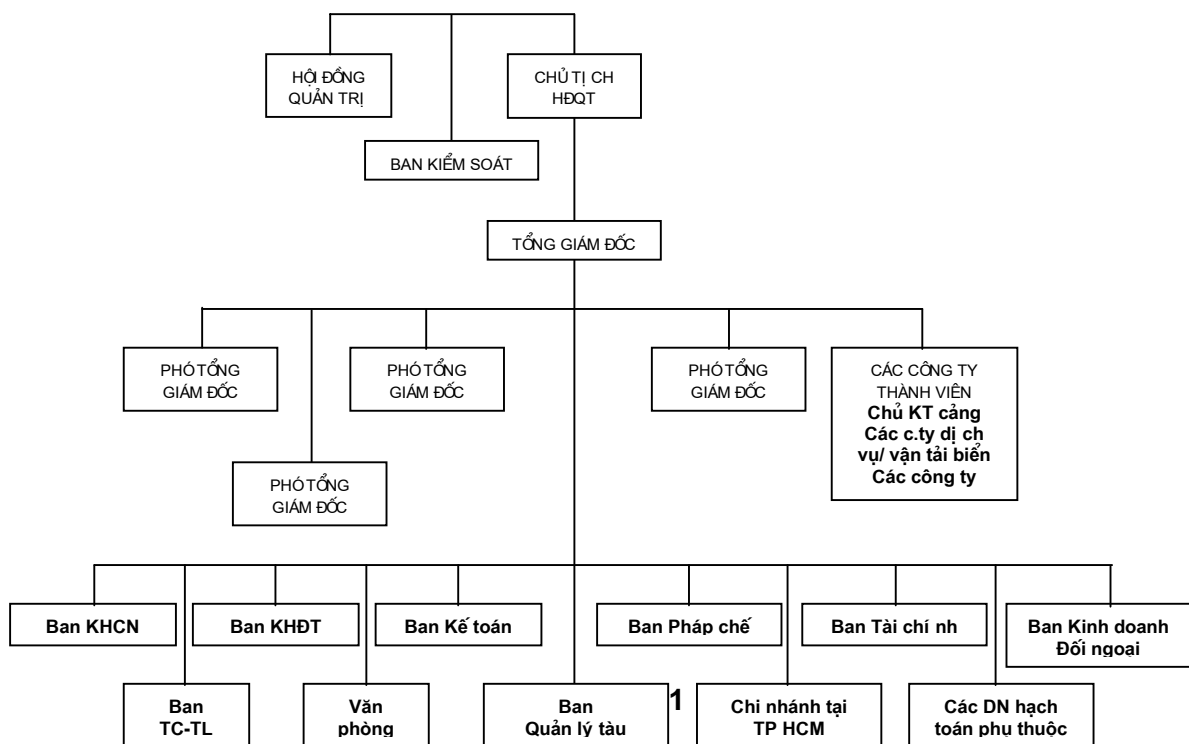 HỘI ĐỒNG
QUẢN TRỊ
CHỦ TỊ CH
HĐQT
BAN KIỂM SOÁT
TỔNG GIÁM ĐỐC
PHÓ TỔNG
GIÁM ĐỐC
PHÓ TỔNG
GIÁM ĐỐC
PHÓ TỔNG
GIÁM ĐỐC
CÁC CÔNG TY
THÀNH VIÊN
Chủ KT cảng
Các c.ty dị ch
vụ/ vận tải biển
Các công ty
PHÓ TỔNG
GIÁM ĐỐC
Ban KHCN
Ban KHĐT
Ban Kế toán
Ban Pháp chế
Ban Tài chí nh
Ban Kinh doanh
Đối ngoại
Ban
TC-TL
Văn
phòng
Ban
Quản lý tàu
1
Chi nhánh tại
TP HCM
Các DN hạch
toán phụ thuộc